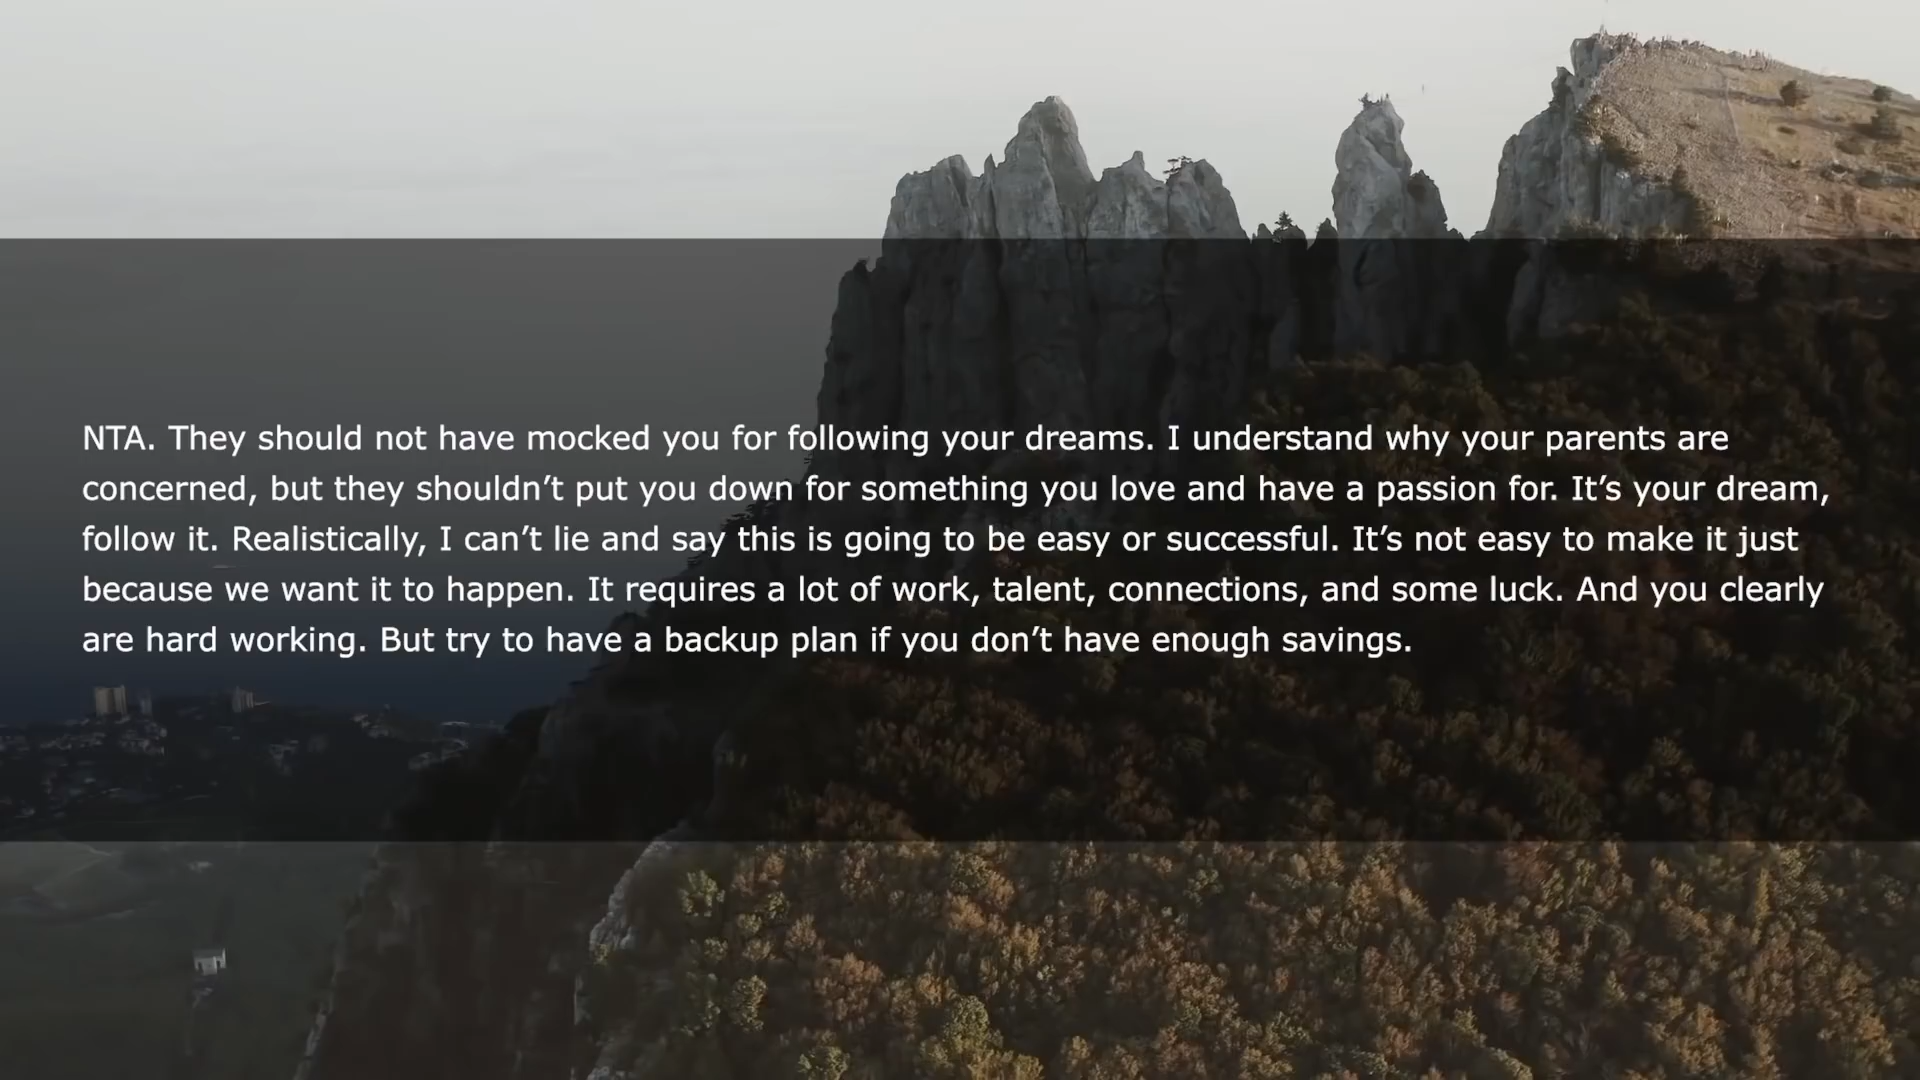 NTA. They should not have mocked you for following your dreams. I understand why your parents are
concerned, but they shouldn’t put you down for something you love and have a passion for. It’s your dream,
follow it. Realistically, I can’t lie and say this is going to be easy or successful. It’s not easy to make it just
because we want it to happen. It requires a lot of work, talent, connections, and some luck. And you clearly
are hard working. But try to have a backup plan if you don’t have enough savings.